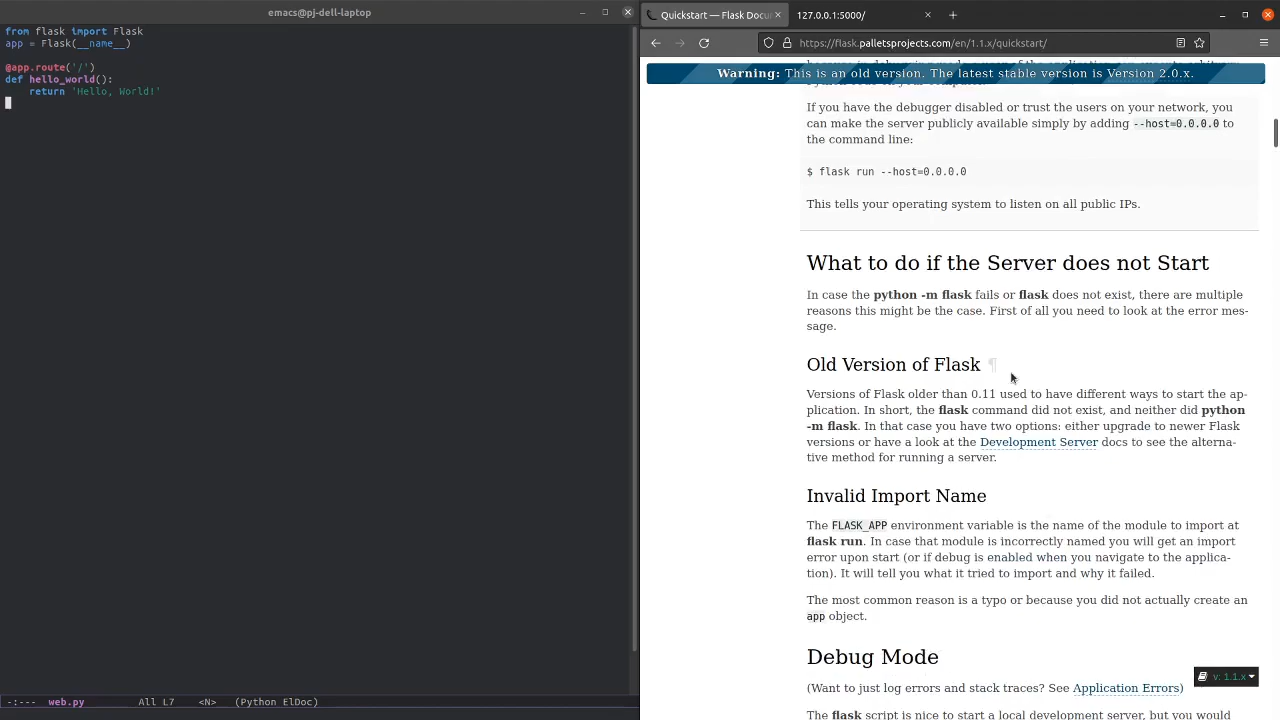 emacs@pj-dell-laptop
from flask import Flask
app = Flask(__name__)
@app.route('/')
def hello_world():
    return 'Hello, World!'
-:---  web.py         All L7    <N>   (Python ElDoc)
Quickstart — Flask Docu
127.0.0.1:5000/
https://flask.palletsprojects.com/en/1.1.x/quickstart/
Warning: This is an old version. The latest stable version is Version 2.0.x.
If you have the debugger disabled or trust the users on your network, you
can make the server publicly available simply by adding --host=0.0.0.0 to
the command line:
$ flask run --host=0.0.0.0
This tells your operating system to listen on all public IPs.
What to do if the Server does not Start
In case the python -m flask fails or flask does not exist, there are multiple
reasons this might be the case. First of all you need to look at the error mes-
sage.
Old Version of Flask ¶
Versions of Flask older than 0.11 used to have different ways to start the ap-
plication. In short, the flask command did not exist, and neither did python
-m flask. In that case you have two options: either upgrade to newer Flask
versions or have a look at the Development Server docs to see the alterna-
tive method for running a server.
Invalid Import Name
The FLASK_APP environment variable is the name of the module to import at
flask run. In case that module is incorrectly named you will get an import
error upon start (or if debug is enabled when you navigate to the applica-
tion). It will tell you what it tried to import and why it failed.
The most common reason is a typo or because you did not actually create an
app object.
Debug Mode
(Want to just log errors and stack traces? See Application Errors)
The flask script is nice to start a local development server, but you would
v: 1.1.x